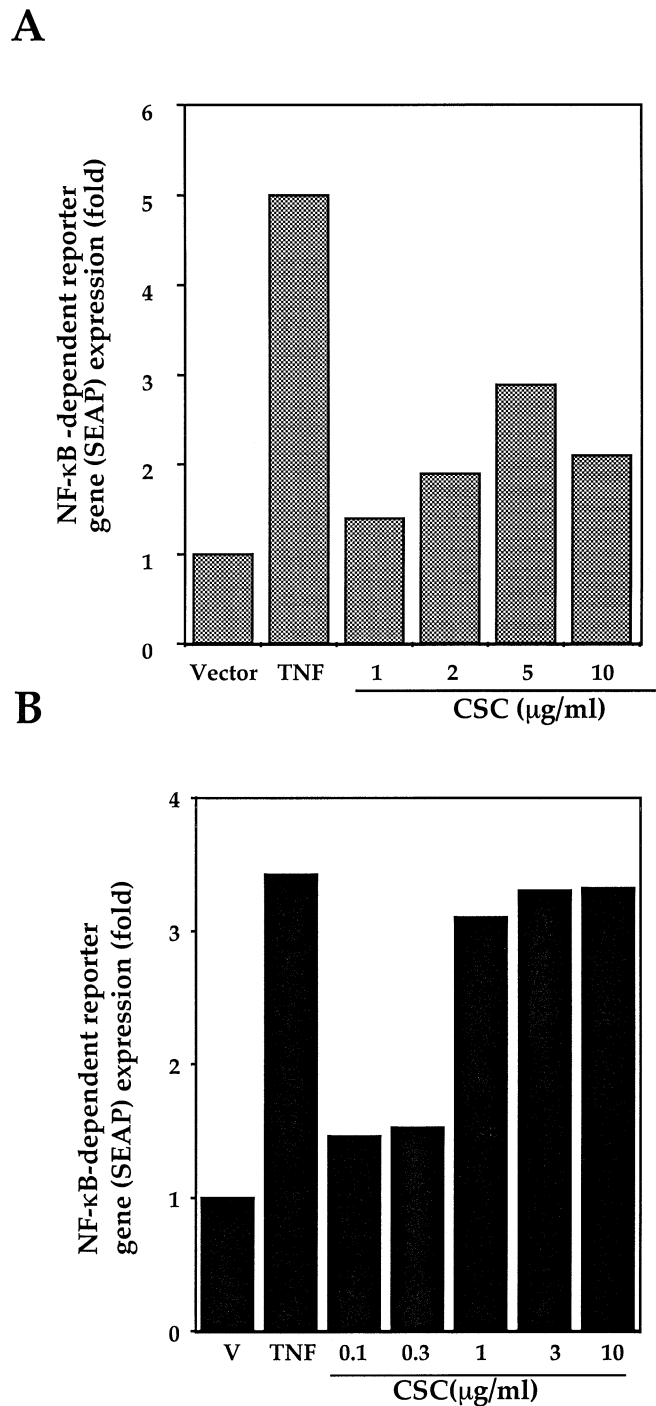 A
NF-κB -dependent reporter
gene (SEAP) expression (fold)
6
5
4
3
2
1
0
Vector TNF 1 2 5 10
CSC (μg/ml)
B
NF-κB-dependent reporter
gene (SEAP) expression (fold)
4
3
2
1
0
V TNF 0.1 0.3 1 3 10
CSC(μg/ml)